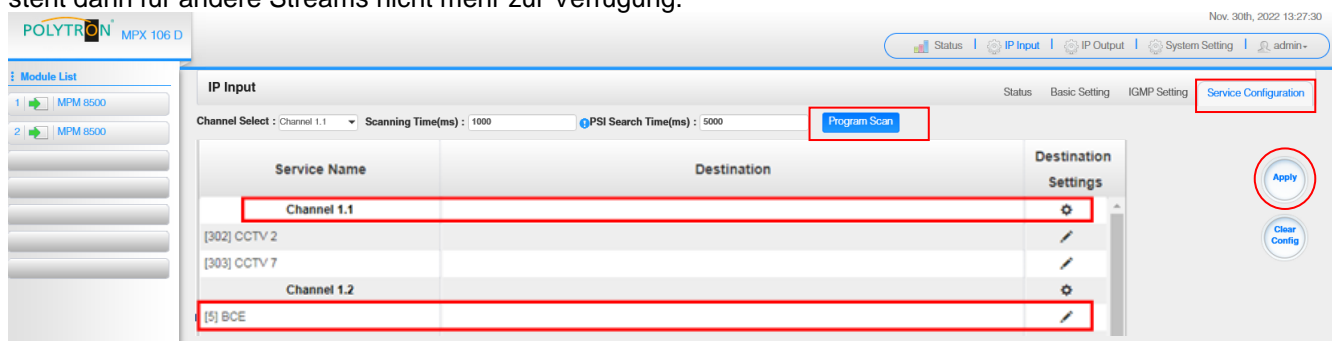 steht dann für andere Streams nicht mehr zur Verfügung.
Nov. 30th, 2022 13:27:30
POLYTRON MPX 106 D
Status | IP Input | IP Output | System Setting | admin
Module List
1 MPM 8500
2 MPM 8500
IP Input
Status Basic Setting IGMP Setting Service Configuration
Channel Select : Channel 1.1 Scanning Time(ms) : 1000 PSI Search Time(ms) : 5000 Program Scan
Service Name Destination Destination Settings
Channel 1.1
[302] CCTV 2
[303] CCTV 7
Channel 1.2
[5] BCE
Apply
Clear Config